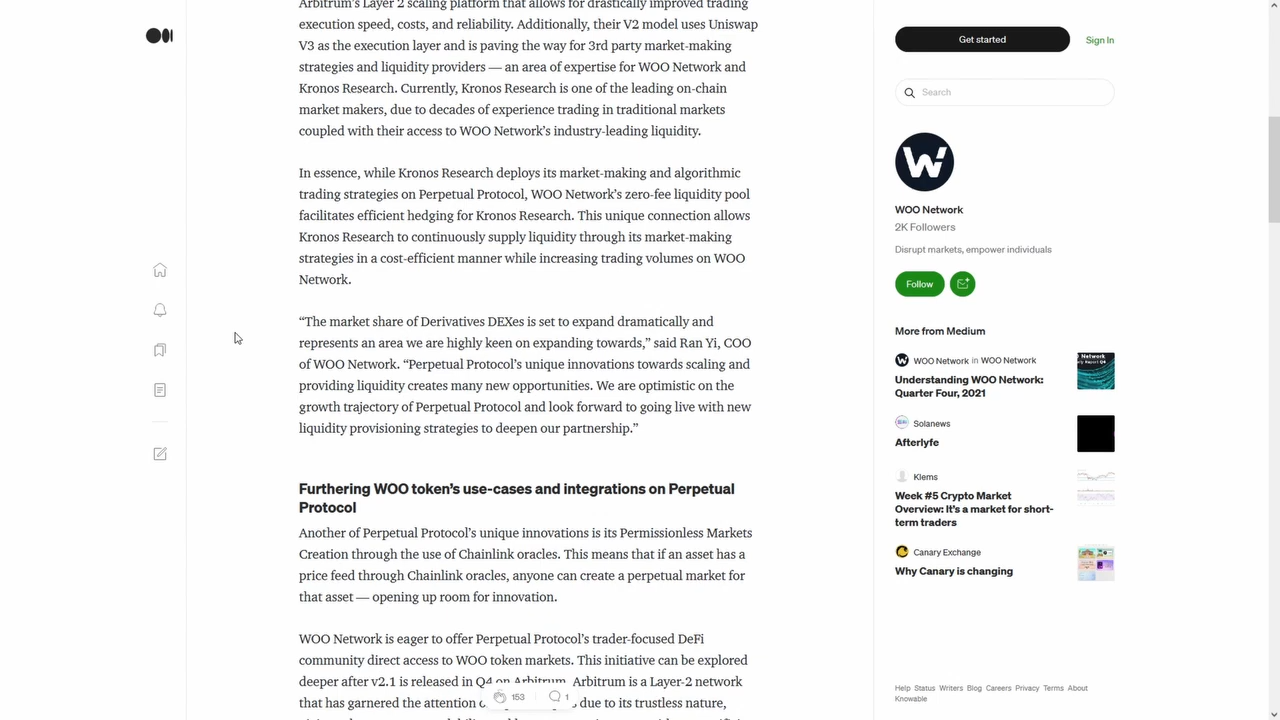 Arbitrum's Layer 2 scaling platform that allows for drastically improved trading
execution speed, costs, and reliability. Additionally, their V2 model uses Uniswap
V3 as the execution layer and is paving the way for 3rd party market-making
strategies and liquidity providers — an area of expertise for WOO Network and
Kronos Research. Currently, Kronos Research is one of the leading on-chain
market makers, due to decades of experience trading in traditional markets
coupled with their access to WOO Network's industry-leading liquidity.
In essence, while Kronos Research deploys its market-making and algorithmic
trading strategies on Perpetual Protocol, WOO Network's zero-fee liquidity pool
facilitates efficient hedging for Kronos Research. This unique connection allows
Kronos Research to continuously supply liquidity through its market-making
strategies in a cost-efficient manner while increasing trading volumes on WOO
Network.
“The market share of Derivatives DEXes is set to expand dramatically and
represents an area we are highly keen on expanding towards,” said Ran Yi, COO
of WOO Network. “Perpetual Protocol's unique innovations towards scaling and
providing liquidity creates many new opportunities. We are optimistic on the
growth trajectory of Perpetual Protocol and look forward to going live with new
liquidity provisioning strategies to deepen our partnership.”
Furthering WOO token's use-cases and integrations on Perpetual
Protocol
Another of Perpetual Protocol's unique innovations is its Permissionless Markets
Creation through the use of Chainlink oracles. This means that if an asset has a
price feed through Chainlink oracles, anyone can create a perpetual market for
that asset — opening up room for innovation.
WOO Network is eager to offer Perpetual Protocol's trader-focused DeFi
community direct access to WOO token markets. This initiative can be explored
deeper after v2.1 is released in Q4 on Arbitrum. Arbitrum is a Layer-2 network
that has garnered the attention of due to its trustless nature,
153 1
Get started Sign In
Search
WOO Network
2K Followers
Disrupt markets, empower individuals
Follow
More from Medium
WOO Network in WOO Network
Understanding WOO Network:
Quarter Four, 2021
Solanews
Afterlyfe
Klems
Week #5 Crypto Market
Overview: It's a market for short-
term traders
Canary Exchange
Why Canary is changing
Help Status Writers Blog Careers Privacy Terms About
Knowable